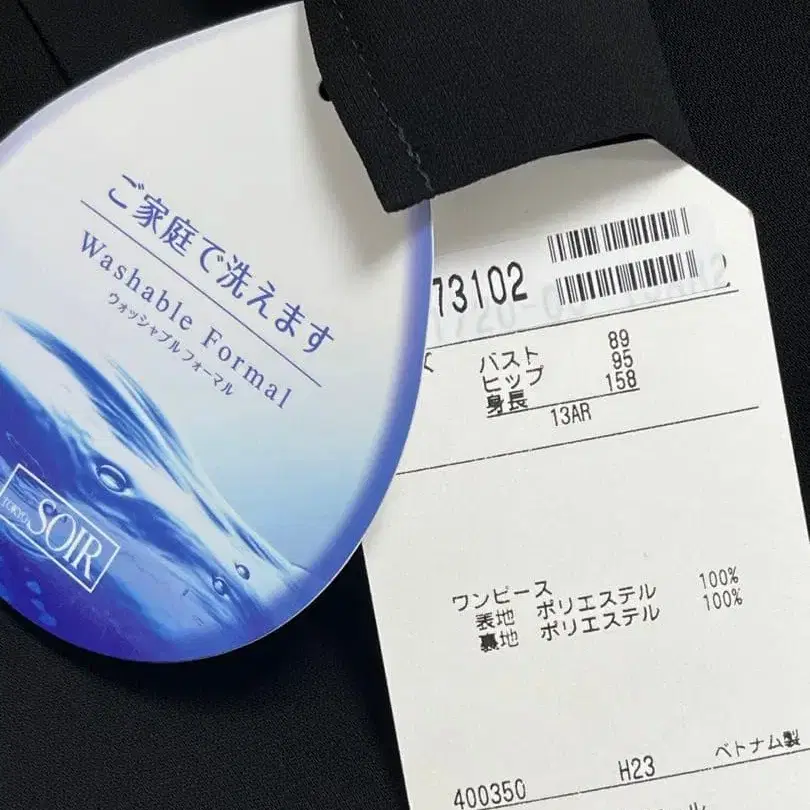 ご家庭で洗えます
Washable Formal
ウオッシャブル フォーマル
TOKYO
SOIR
73102
バスト 89
ヒップ 95
身長 158
13AR
ワンピース
表地 ポリエステル 100%
裏地 ポリエステル 100%
ベトナム製
400350 H23